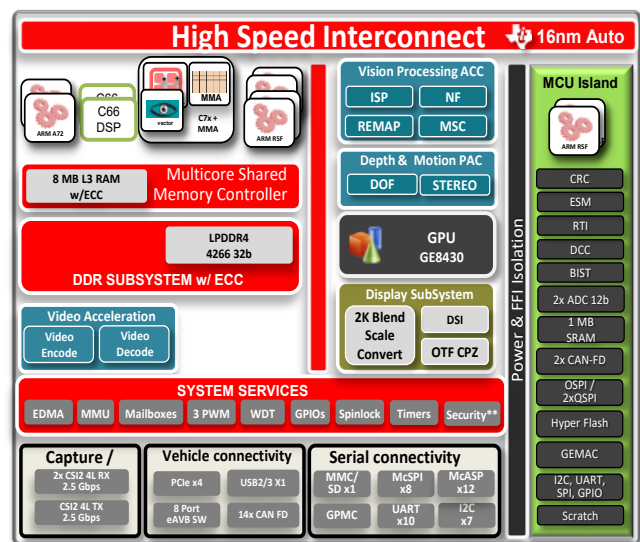 High Speed Interconnect
16nm Auto
ARM A72
C66
C66
DSP
vector
MMA
C7x +
MMA
ARM R5F
Vision Processing ACC
ISP
NF
REMAP
MSC
Depth & Motion PAC
DOF
STEREO
8 MB L3 RAM
w/ECC
Multicore Shared
Memory Controller
LPDDR4
4266 32b
DDR SUBSYSTEM w/ ECC
GPU
GE8430
Video Acceleration
Video
Encode
Video
Decode
Display SubSystem
2K Blend
Scale
Convert
DSI
OTF CPZ
SYSTEM SERVICES
EDMA
MMU
Mailboxes
3 PWM
WDT
GPIOs
Spinlock
Timers
Security**
Capture /
2x CSI2 4L RX
2.5 Gbps
CSI2 4L TX
2.5 Gbps
Vehicle connectivity
PCIe x4
USB2/3 X1
8 Port
eAVB SW
14x CAN FD
Serial connectivity
MMC/
SD x1
McSPI
x8
McASP
x12
GPMC
UART
x10
I2C
x7
Power & FFI Isolation
MCU Island
ARM R5F
CRC
ESM
RTI
DCC
BIST
2x ADC 12b
1 MB
SRAM
2x CAN-FD
OSPI /
2xQSPI
Hyper Flash
GEMAC
I2C, UART,
SPI, GPIO
Scratch